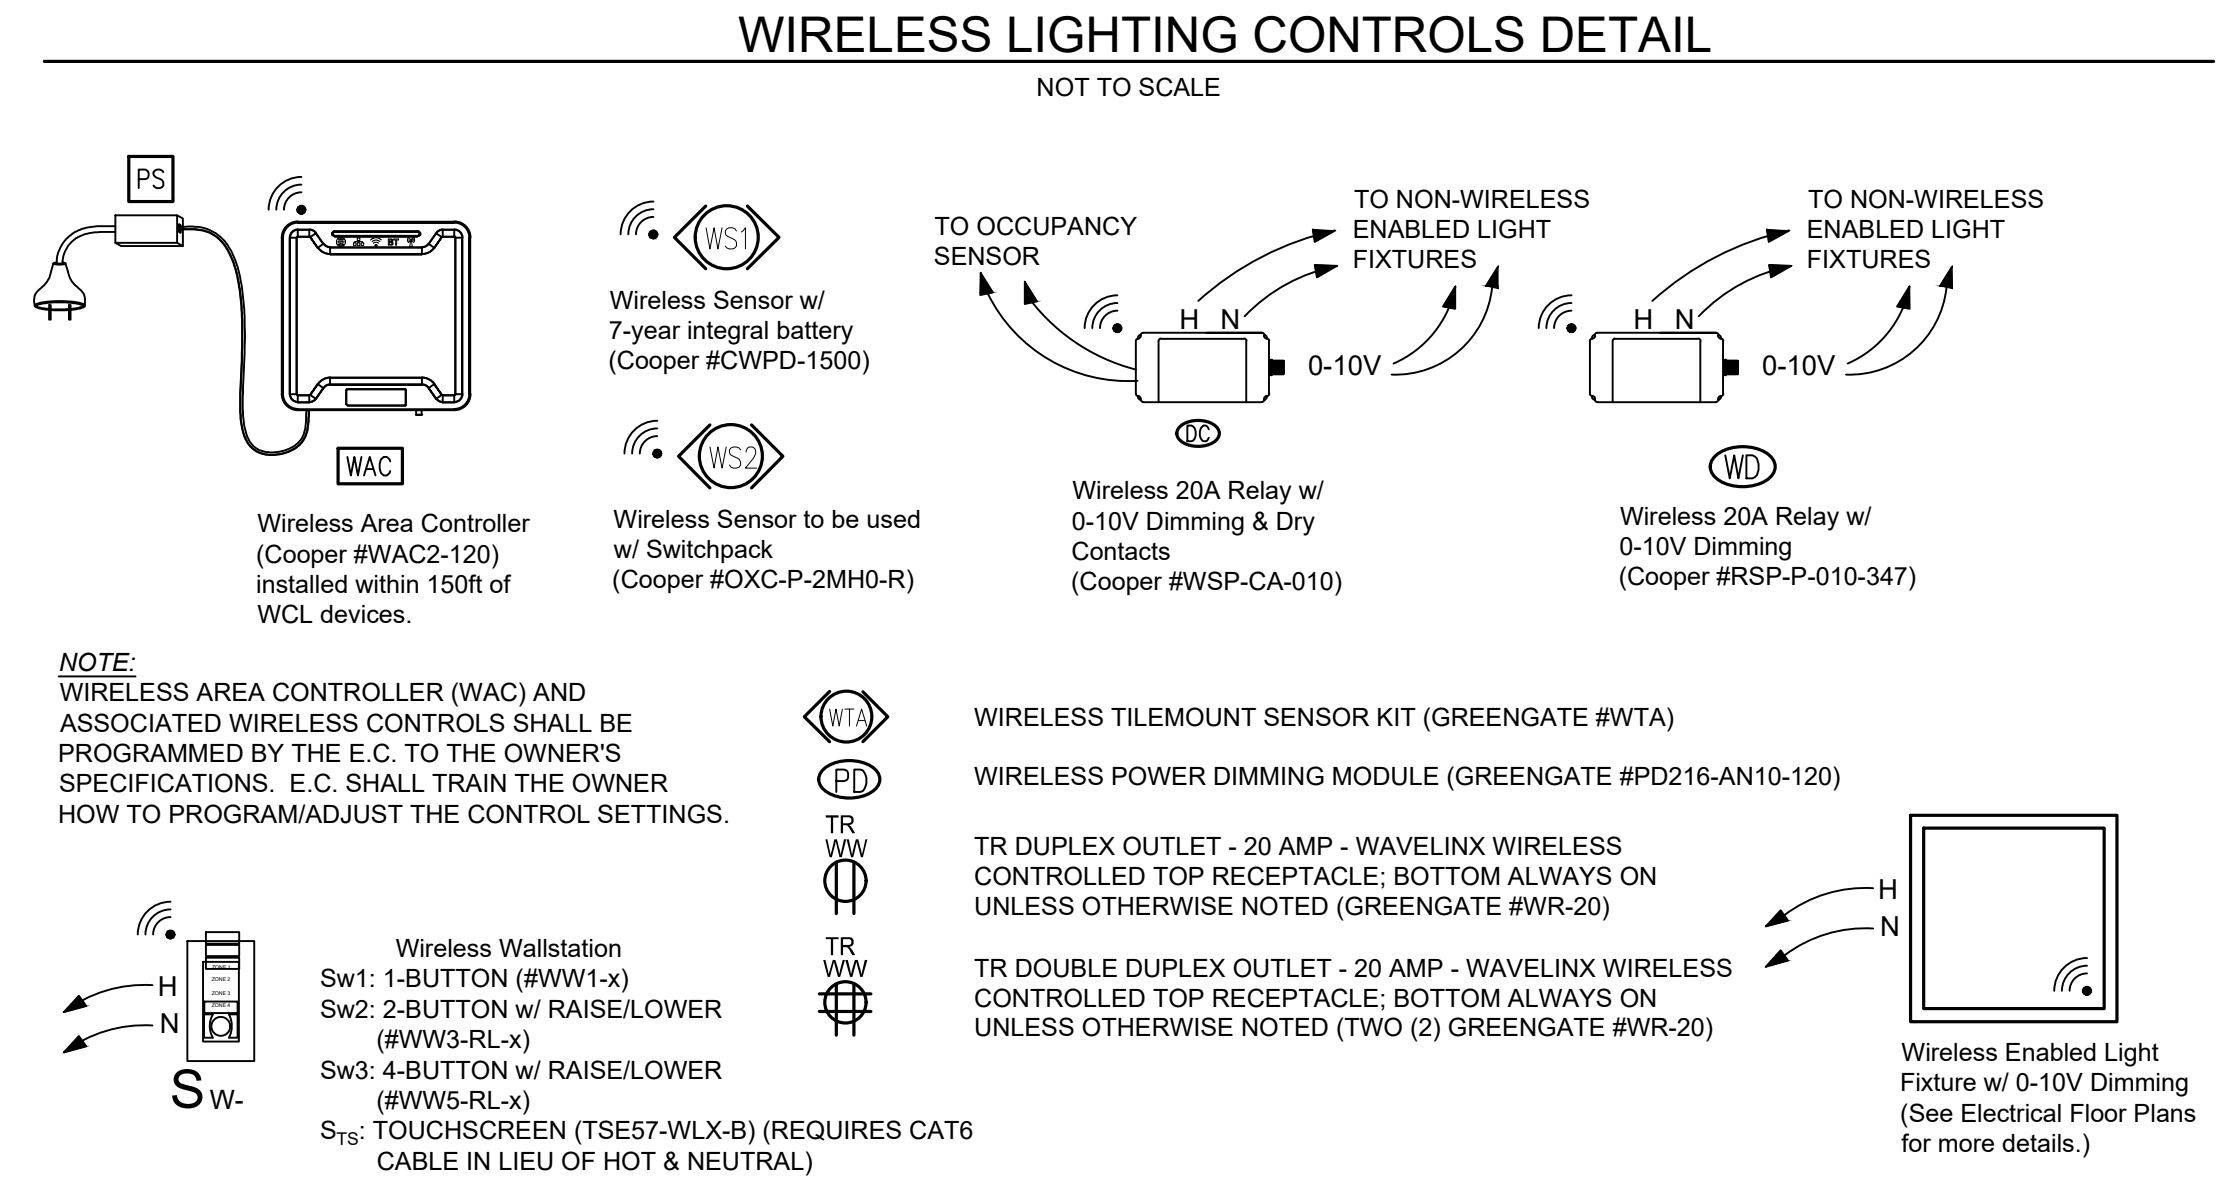 WIRELESS LIGHTING CONTROLS DETAIL
NOT TO SCALE
PS
BT
WAC
Wireless Area Controller
(Cooper #WAC2-120)
installed within 150ft of
WCL devices.
WS1
Wireless Sensor w/
7-year integral battery
(Cooper #CWPD-1500)
WS2
Wireless Sensor to be used
w/ Switchpack
(Cooper #OXC-P-2MH0-R)
TO OCCUPANCY
SENSOR
TO NON-WIRELESS
ENABLED LIGHT
FIXTURES
H N
0-10V
DC
Wireless 20A Relay w/
0-10V Dimming & Dry
Contacts
(Cooper #WSP-CA-010)
TO NON-WIRELESS
ENABLED LIGHT
FIXTURES
H N
0-10V
WD
Wireless 20A Relay w/
0-10V Dimming
(Cooper #RSP-P-010-347)
NOTE:
WIRELESS AREA CONTROLLER (WAC) AND
ASSOCIATED WIRELESS CONTROLS SHALL BE
PROGRAMMED BY THE E.C. TO THE OWNER'S
SPECIFICATIONS. E.C. SHALL TRAIN THE OWNER
HOW TO PROGRAM/ADJUST THE CONTROL SETTINGS.
WTA
WIRELESS TILEMOUNT SENSOR KIT (GREENGATE #WTA)
PD
WIRELESS POWER DIMMING MODULE (GREENGATE #PD216-AN10-120)
TR
WW
TR DUPLEX OUTLET - 20 AMP - WAVELINX WIRELESS
CONTROLLED TOP RECEPTACLE; BOTTOM ALWAYS ON
UNLESS OTHERWISE NOTED (GREENGATE #WR-20)
TR
WW
TR DOUBLE DUPLEX OUTLET - 20 AMP - WAVELINX WIRELESS
CONTROLLED TOP RECEPTACLE; BOTTOM ALWAYS ON
UNLESS OTHERWISE NOTED (TWO (2) GREENGATE #WR-20)
ZONE 1
ZONE 2
ZONE 3
ZONE 4
H
N
SW-
Wireless Wallstation
Sw1: 1-BUTTON (#WW1-x)
Sw2: 2-BUTTON w/ RAISE/LOWER
(#WW3-RL-x)
Sw3: 4-BUTTON w/ RAISE/LOWER
(#WW5-RL-x)
STS: TOUCHSCREEN (TSE57-WLX-B) (REQUIRES CAT6
CABLE IN LIEU OF HOT & NEUTRAL)
H
N
Wireless Enabled Light
Fixture w/ 0-10V Dimming
(See Electrical Floor Plans
for more details.)